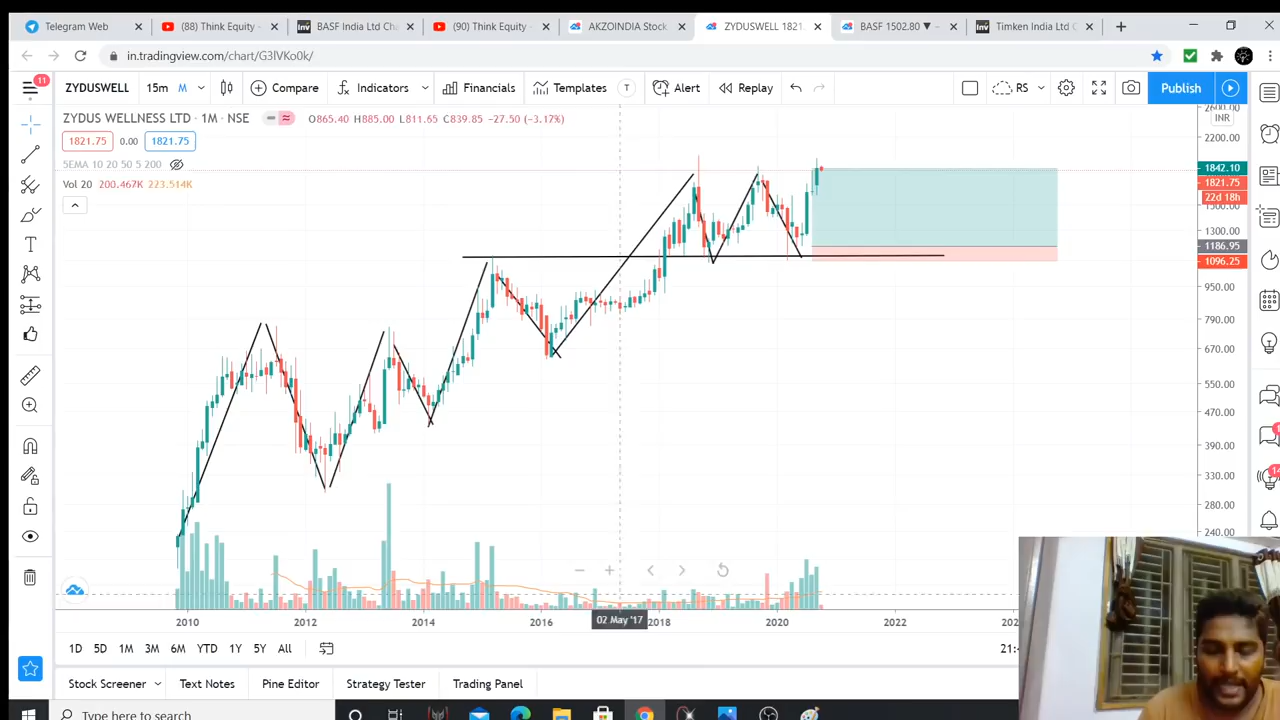 Telegram Web
(88) Think Equity -
BASF India Ltd Cha
(90) Think Equity -
AKZOINDIA Stock
ZYDUSWELL 1821.
BASF 1502.80 ▼ -
Timken India Ltd C
in.tradingview.com/chart/G3lVKo0k/
11
ZYDUSWELL
15m
M
Compare
Indicators
Financials
Templates
T
Alert
Replay
RS
Publish
ZYDUS WELLNESS LTD · 1M · NSE
O865.40 H885.00 L811.65 C839.85 −27.50 (−3.17%)
1821.75
0.00
1821.75
5EMA 10 20 50 5 200
Vol 20 200.467K 223.514K
2600.00
INR
2200.00
1842.10
1821.75
22d 18h
1500.00
1300.00
1186.95
1096.25
950.00
790.00
670.00
550.00
470.00
390.00
330.00
280.00
240.00
2010
2012
2014
2016
02 May '17
2018
2020
2022
1D
5D
1M
3M
6M
YTD
1Y
5Y
All
Stock Screener
Text Notes
Pine Editor
Strategy Tester
Trading Panel
Type here to search